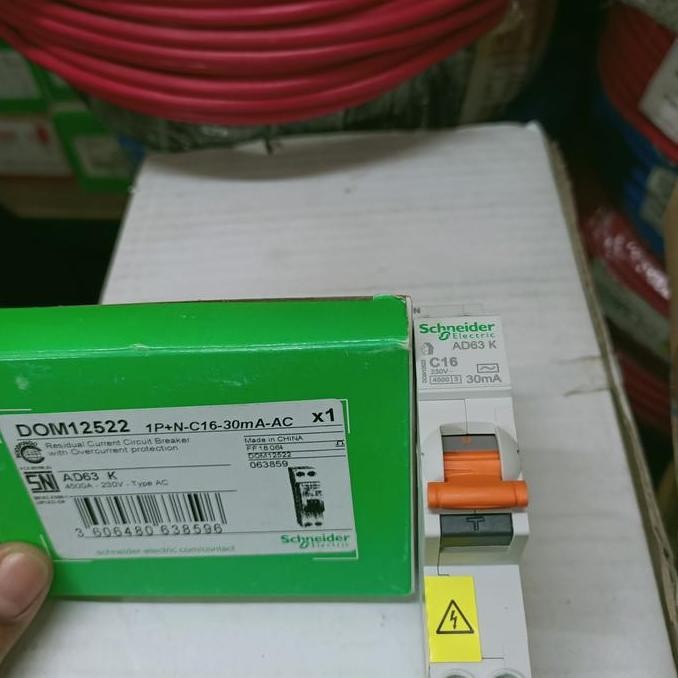 DOM12522 1P+N-C16-30mA-AC x1
Residual Current Circuit Breaker
with Overcurrent protection
Made in CHINA
DOM12522
063859
SNI
AD63 K
4500A - 230V - Type AC
3 606480 638596
schneider-electric.com/contact
Schneider
Electric
N
Schneider
Electric
AD63 K
C16
230V~
4500 3
30mA
T